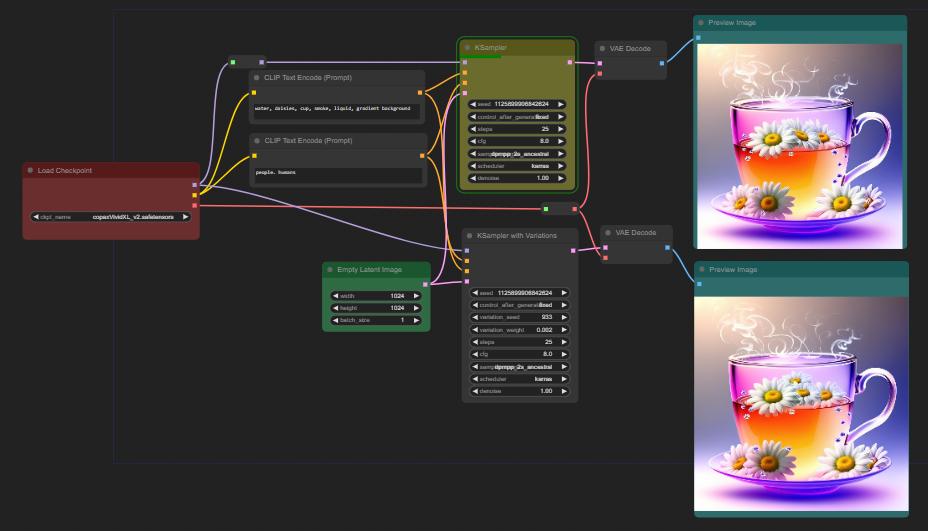 Preview Image
KSampler
VAE Decode
CLIP Text Encode (Prompt)
water, daisies, cup, smoke, liquid, gradient background
seed 1125899906842624
control_after_genera fixed
steps 25
cfg 8.0
samp dpmpp_2s_ancestral
scheduler karras
denoise 1.00
CLIP Text Encode (Prompt)
people. humans
Load Checkpoint
ckpt_name copaxVividXL_v2.safetensors
KSampler with Variations
VAE Decode
Empty Latent Image
width 1024
height 1024
batch_size 1
Preview Image
seed 1125899906842624
control_after_genera fixed
variation_seed 933
variation_weight 0.002
steps 25
cfg 8.0
samp dpmpp_2s_ancestral
scheduler karras
denoise 1.00